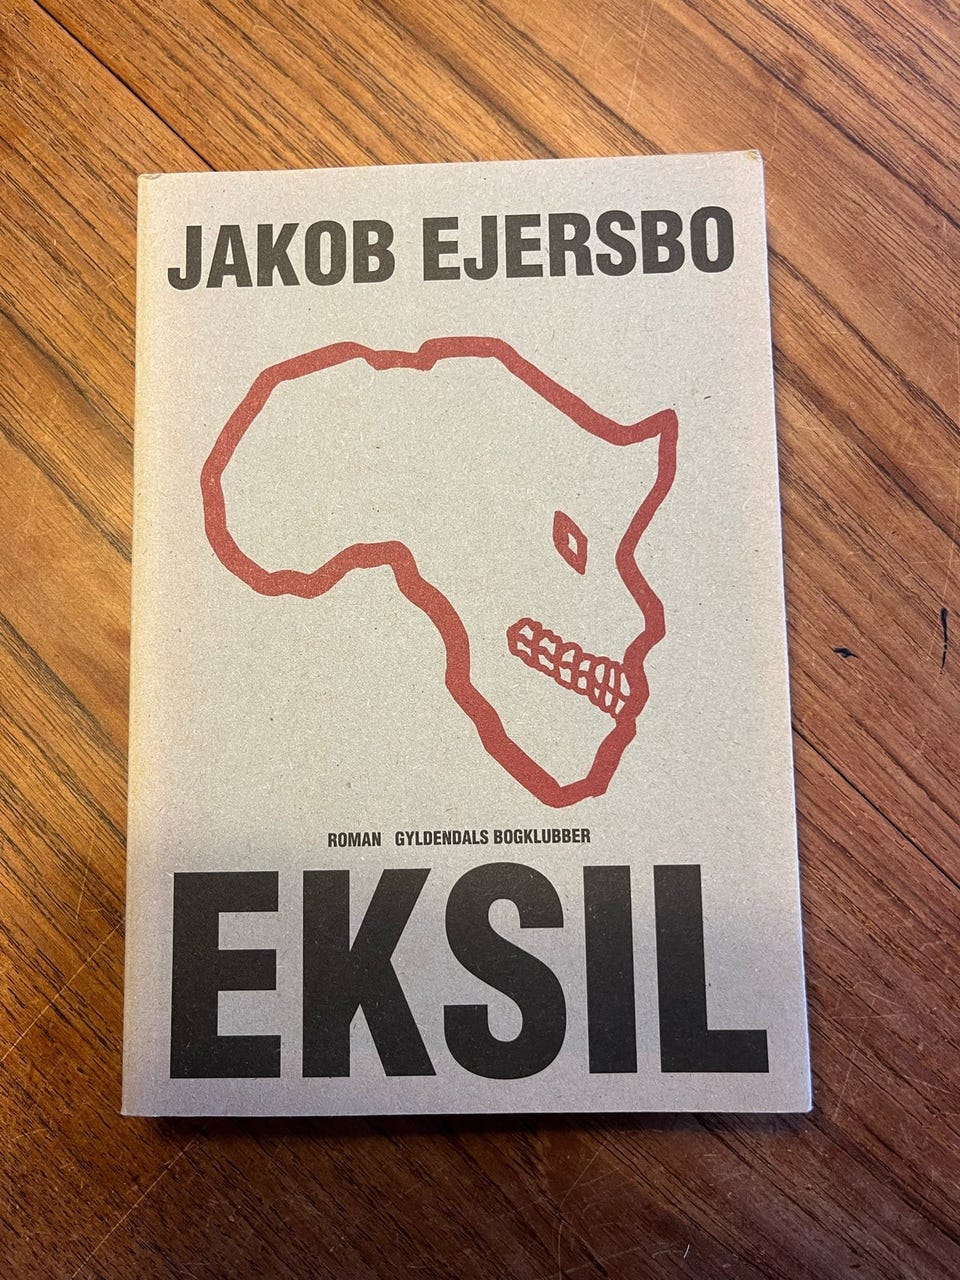 JAKOB EJERSBO
ROMAN GYLDENDALS BOGKLUBBER
EKSIL